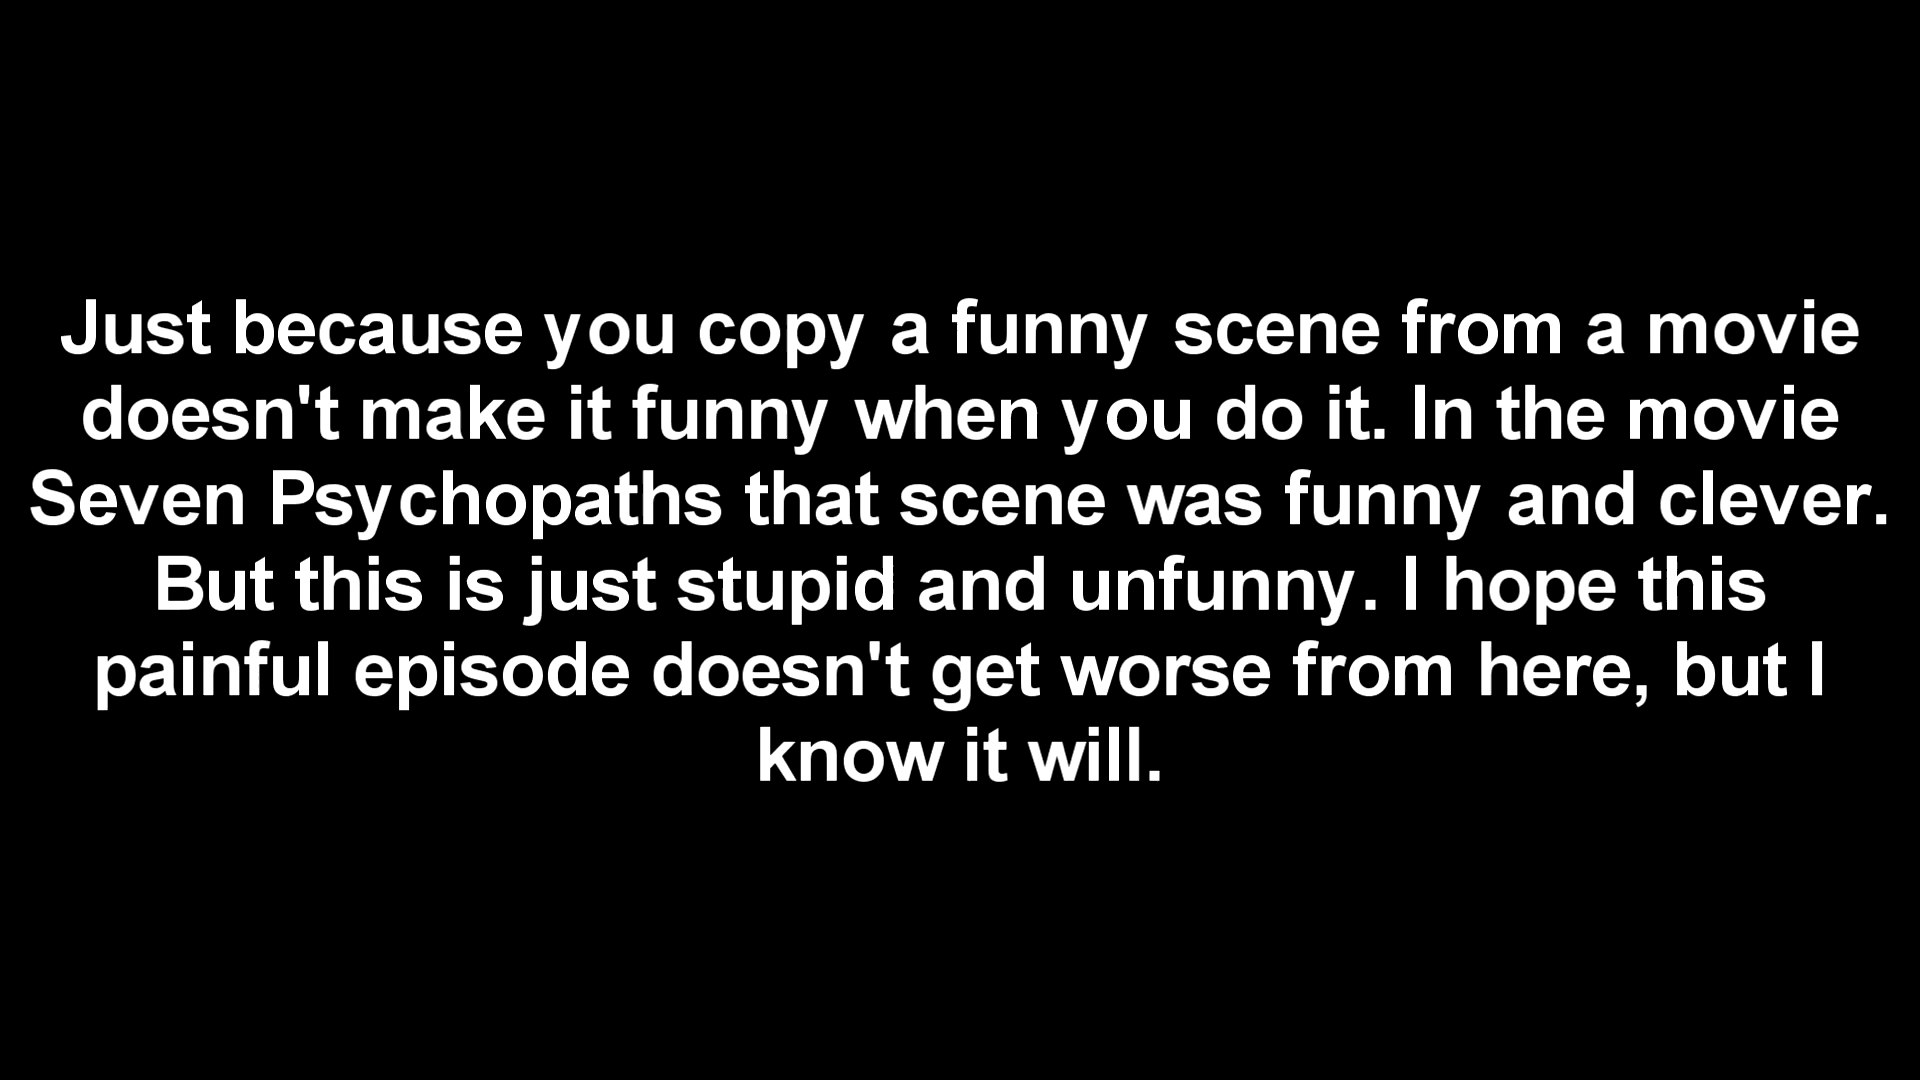 Just because you copy a funny scene from a movie
doesn't make it funny when you do it. In the movie
Seven Psychopaths that scene was funny and clever.
But this is just stupid and unfunny. I hope this
painful episode doesn't get worse from here, but I
know it will.